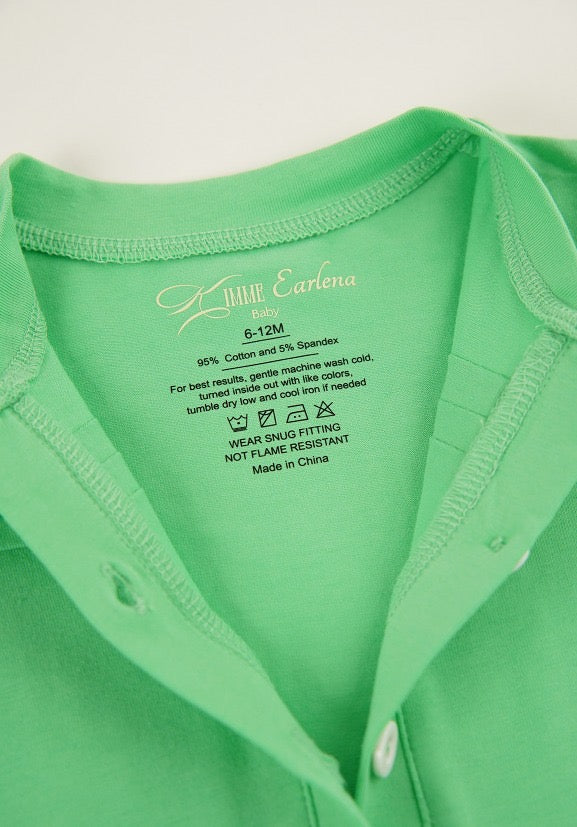 KIMME Earlena
Baby
6-12M
95% Cotton and 5% Spandex
For best results, gentle machine wash cold,
turned inside out with like colors,
tumble dry low and cool iron if needed
WEAR SNUG FITTING
NOT FLAME RESISTANT
Made in China